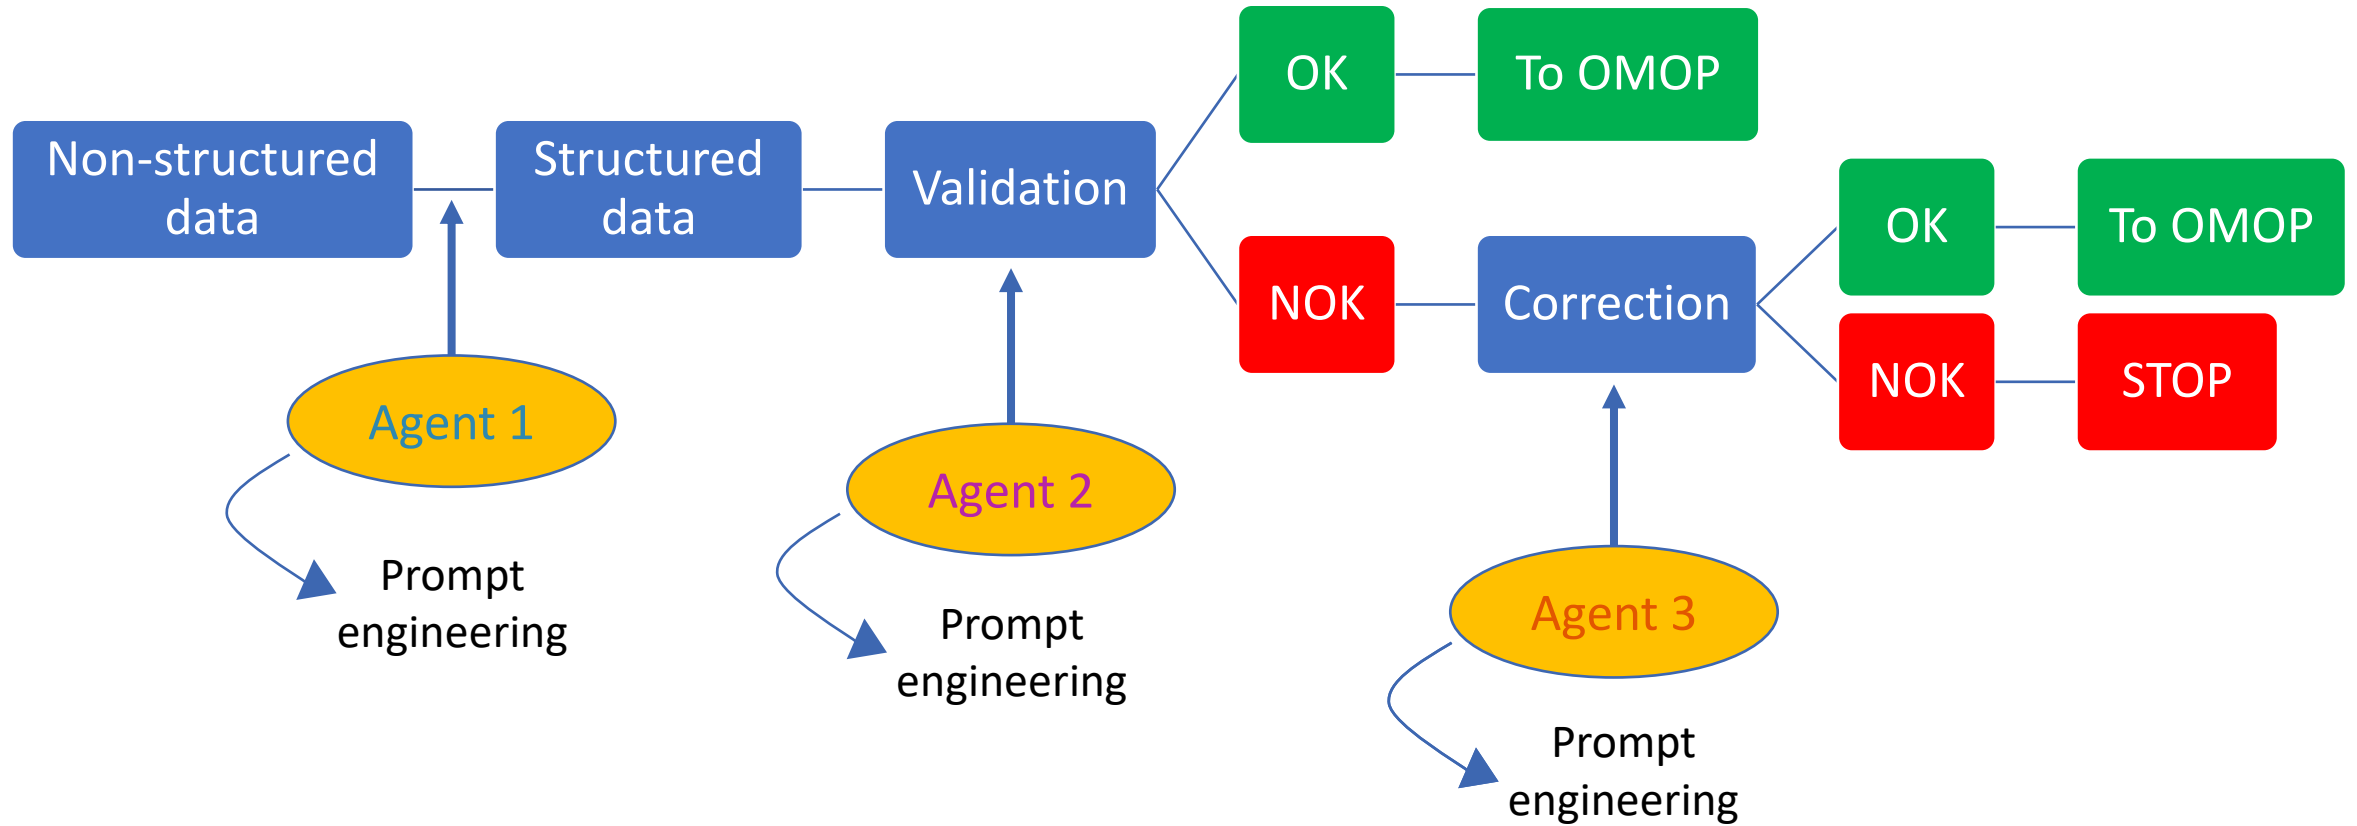 Non-structured
data
Structured
data
Validation
OK
To OMOP
NOK
Correction
OK
To OMOP
NOK
STOP
Agent 1
Prompt
engineering
Agent 2
Prompt
engineering
Agent 3
Prompt
engineering